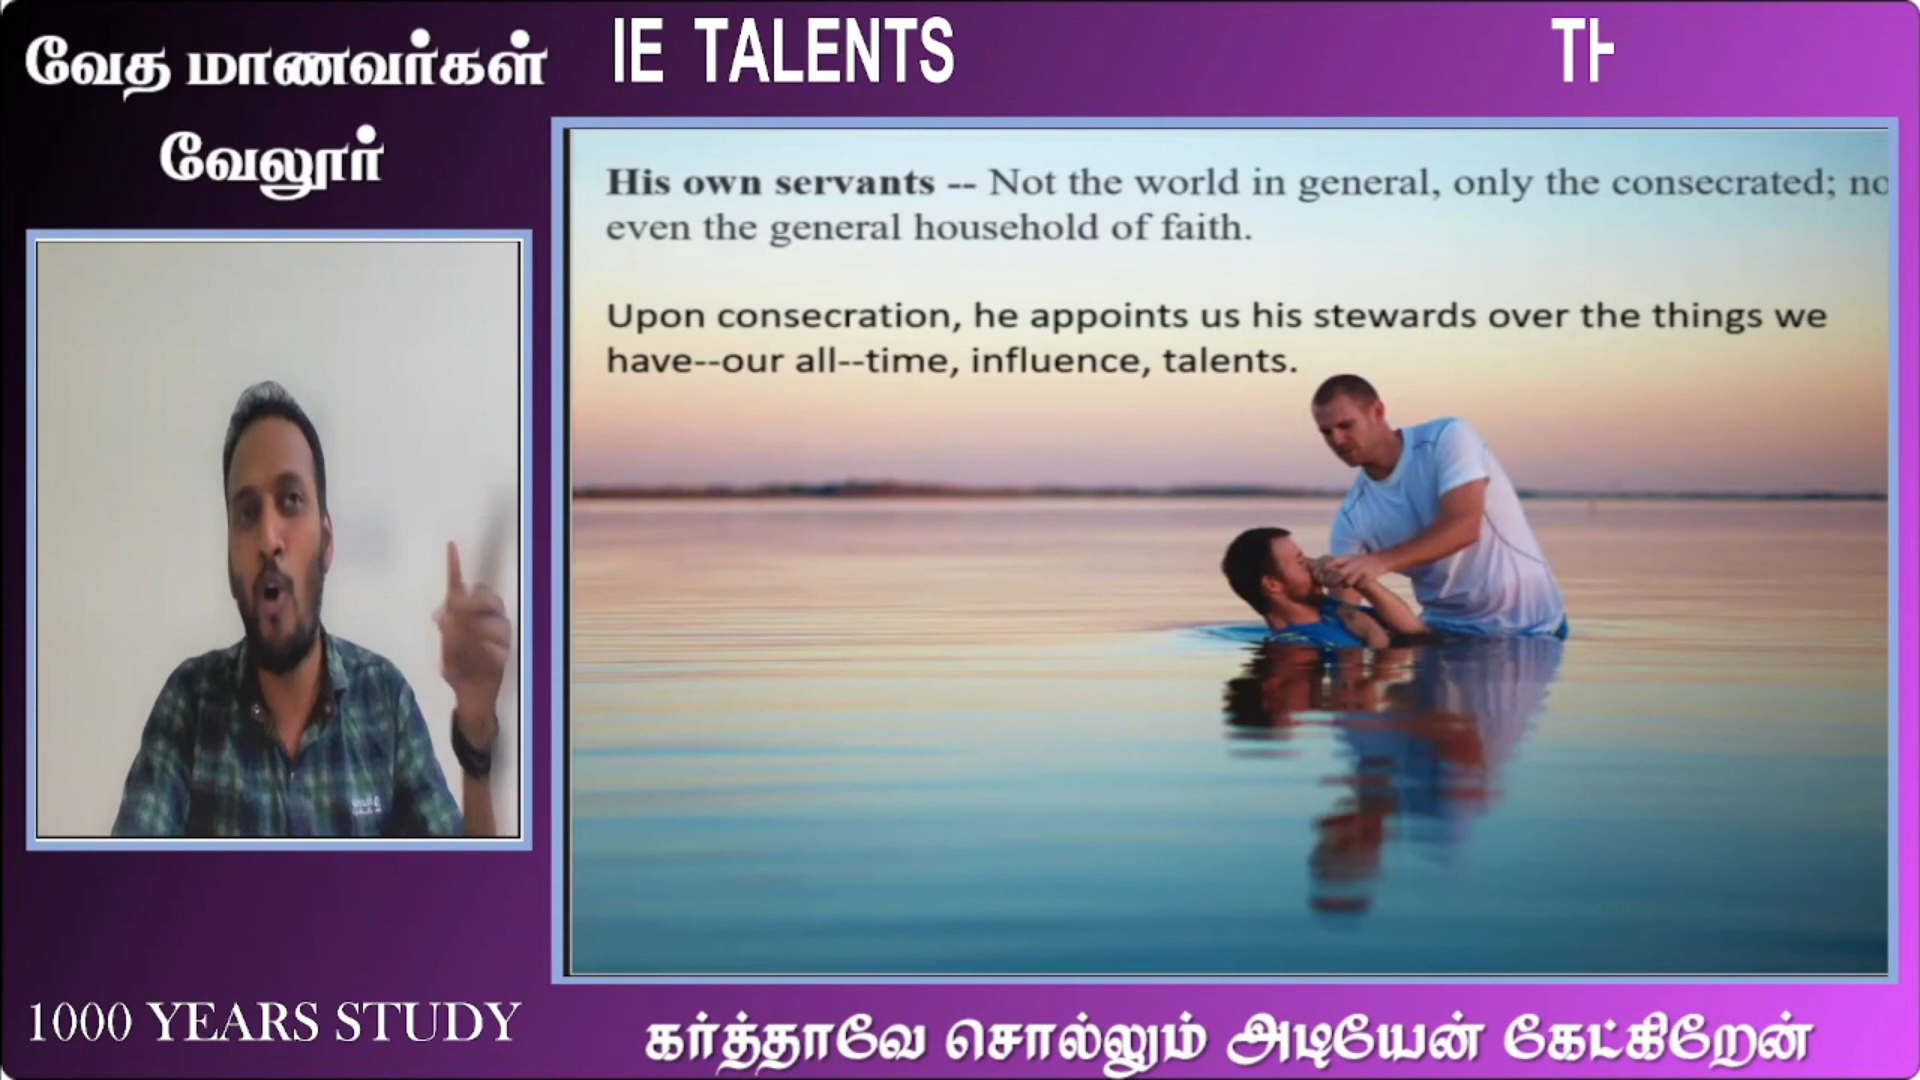 வேத மாணவர்கள்
வேலூர்
IE TALENTS
TH
His own servants -- Not the world in general, only the consecrated; no
even the general household of faith.
Upon consecration, he appoints us his stewards over the things we
have--our all--time, influence, talents.
1000 YEARS STUDY
கர்த்தாவே சொல்லும் அடியேன் கேட்கிறேன்